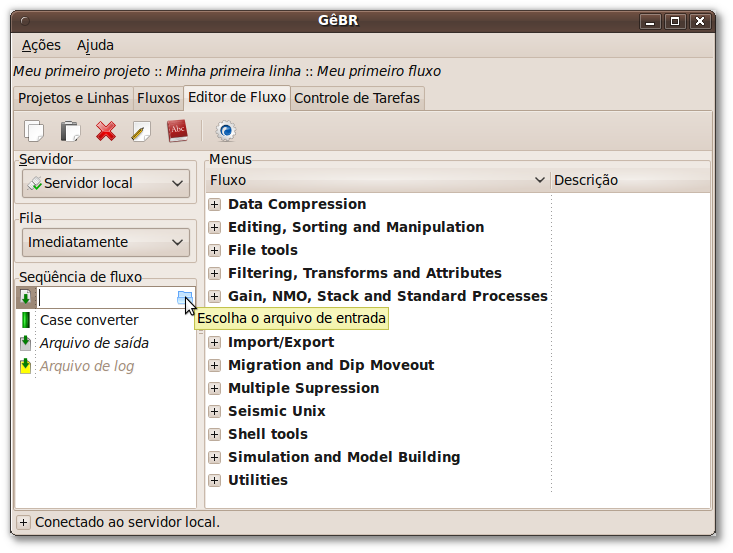 GêBR
Ações Ajuda
Meu primeiro projeto :: Minha primeira linha :: Meu primeiro fluxo
Projetos e Linhas Fluxos Editor de Fluxo Controle de Tarefas
Abc
Servidor
Servidor local
Fila
Imediatamente
Seqüência de fluxo
Case converter
Arquivo de saída
Arquivo de log
Menus
Fluxo Descrição
Data Compression
Editing, Sorting and Manipulation
File tools
Filtering, Transforms and Attributes
Gain, NMO, Stack and Standard Processes
Escolha o arquivo de entrada
Import/Export
Migration and Dip Moveout
Multiple Supression
Seismic Unix
Shell tools
Simulation and Model Building
Utilities
Conectado ao servidor local.